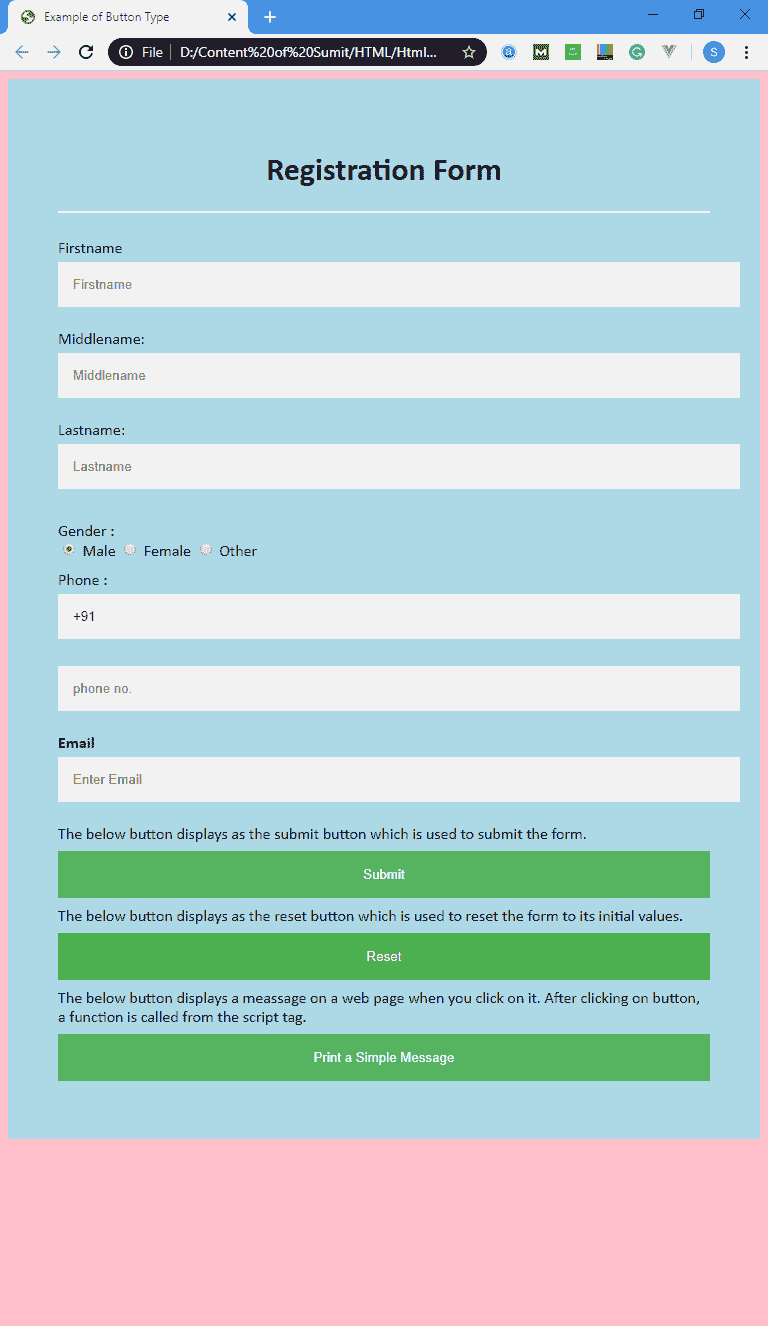 Example of Button Type
File D:/Content%20of%20Sumit/HTML/Html...
S
Registration Form
Firstname
Firstname
Middlename:
Middlename
Lastname:
Lastname
Gender :
Male Female Other
Phone :
+91
phone no.
Email
Enter Email
The below button displays as the submit button which is used to submit the form.
Submit
The below button displays as the reset button which is used to reset the form to its initial values.
Reset
The below button displays a meassage on a web page when you click on it. After clicking on button,
a function is called from the script tag.
Print a Simple Message